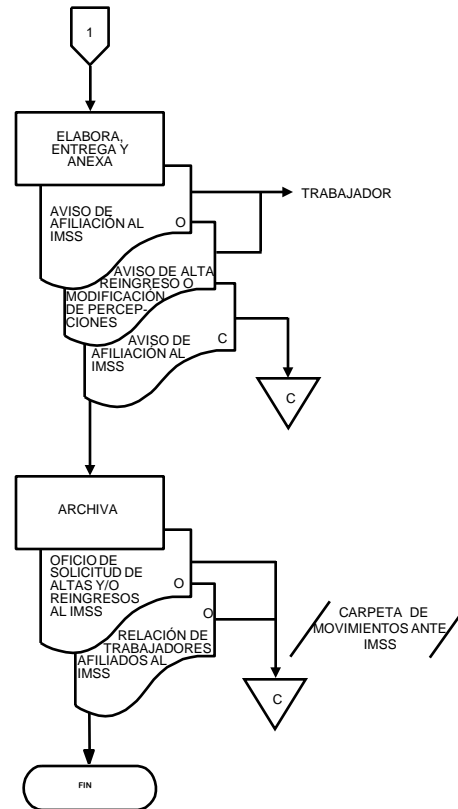 1
ELABORA,
ENTREGA Y
ANEXA
TRABAJADOR
AVISO DE
AFILIACIÓN AL
IMSS
O
AVISO DE ALTA
REINGRESO O
MODIFICACIÓN
DE PERCEP-
CIONES
AVISO DE
AFILIACIÓN AL
IMSS
C
C
ARCHIVA
OFICIO DE
SOLICITUD DE
ALTAS Y/O
REINGRESOS
AL IMSS
O
RELACIÓN DE
TRABAJADORES
AFILIADOS AL
IMSS
O
CARPETA DE
MOVIMIENTOS ANTE
IMSS
C
FIN